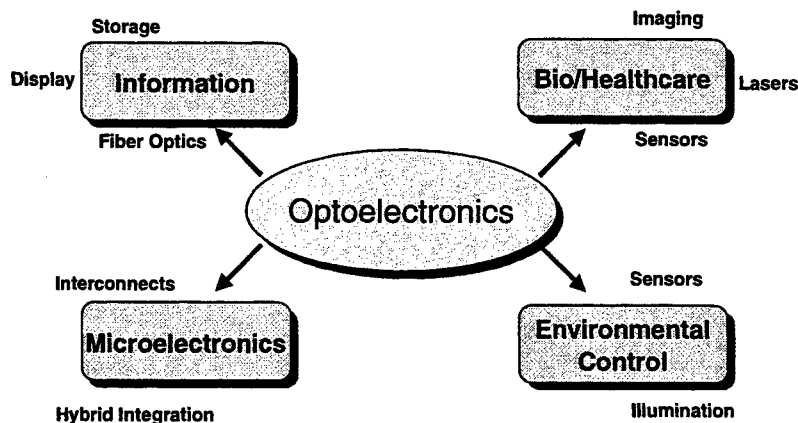 Storage
Display
Information
Fiber Optics
Imaging
Bio/Healthcare
Lasers
Sensors
Optoelectronics
Interconnects
Microelectronics
Hybrid Integration
Sensors
Environmental
Control
Illumination